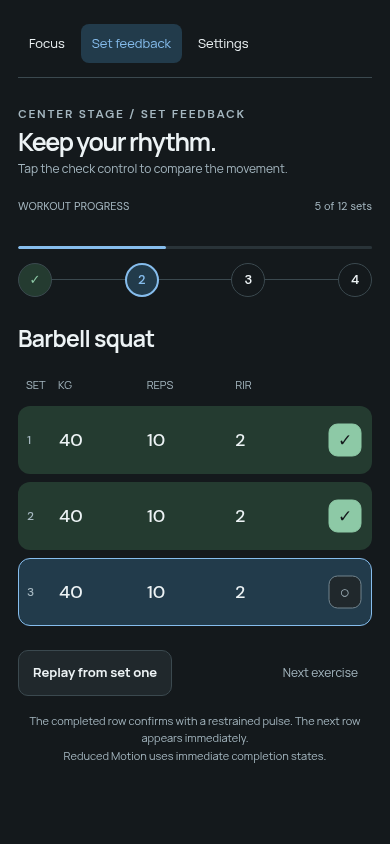 Focus Set feedback Settings
CENTER STAGE / SET FEEDBACK
Keep your rhythm.
Tap the check control to compare the movement.
WORKOUT PROGRESS 5 of 12 sets
✓ 2 3 4
Barbell squat
SET KG REPS RIR
1 40 10 2 ✓
2 40 10 2 ✓
3 40 10 2 ○
Replay from set one Next exercise
The completed row confirms with a restrained pulse. The next row
appears immediately.
Reduced Motion uses immediate completion states.